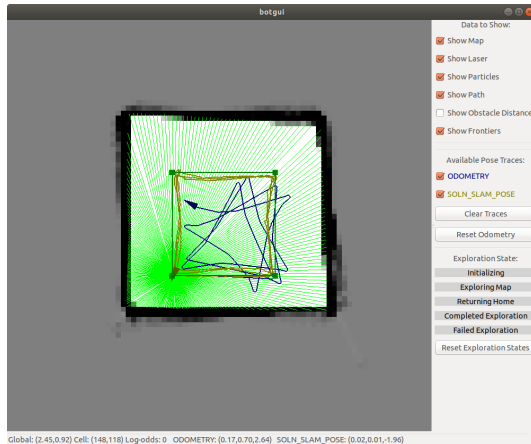 botgui
Data to Show:
Show Map
Show Laser
Show Particles
Show Path
Show Obstacle Distance
Show Frontiers
Available Pose Traces:
ODOMETRY
SOLN_SLAM_POSE
Clear Traces
Reset Odometry
Exploration State:
Initializing
Exploring Map
Returning Home
Completed Exploration
Failed Exploration
Reset Exploration States
Global: (2.45,0.92) Cell: (148,118) Log-odds: 0 ODOMETRY: (0.17,0.70,2.64) SOLN_SLAM_POSE: (0.02,0.01,-1.96)